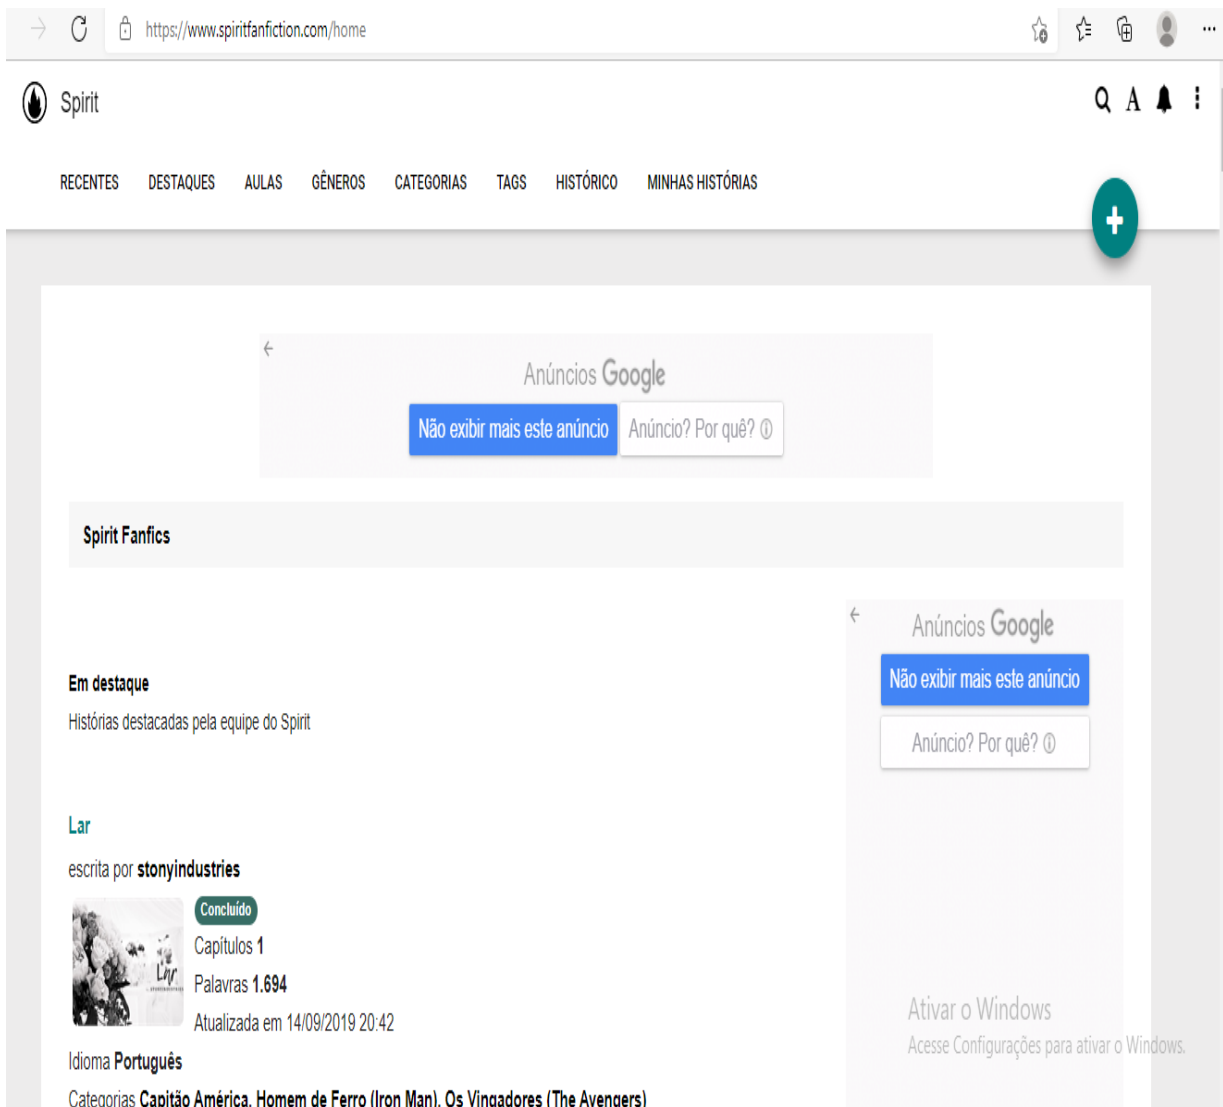 https://www.spiritfanfiction.com/home
Spirit
A
RECENTES DESTAQUES AULAS GÊNEROS CATEGORIAS TAGS HISTÓRICO MINHAS HISTÓRIAS
Anúncios Google
Não exibir mais este anúncio Anúncio? Por quê?
Spirit Fanfics
Anúncios Google
Não exibir mais este anúncio
Anúncio? Por quê?
Em destaque
Histórias destacadas pela equipe do Spirit
Lar
escrita por stonyindustries
Concluído
Lar
Capítulos 1
Palavras 1.694
Atualizada em 14/09/2019 20:42
Idioma Português
Categorias Capitão América, Homem de Ferro (Iron Man), Os Vingadores (The Avengers)
Ativar o Windows
Acesse Configurações para ativar o Windows.